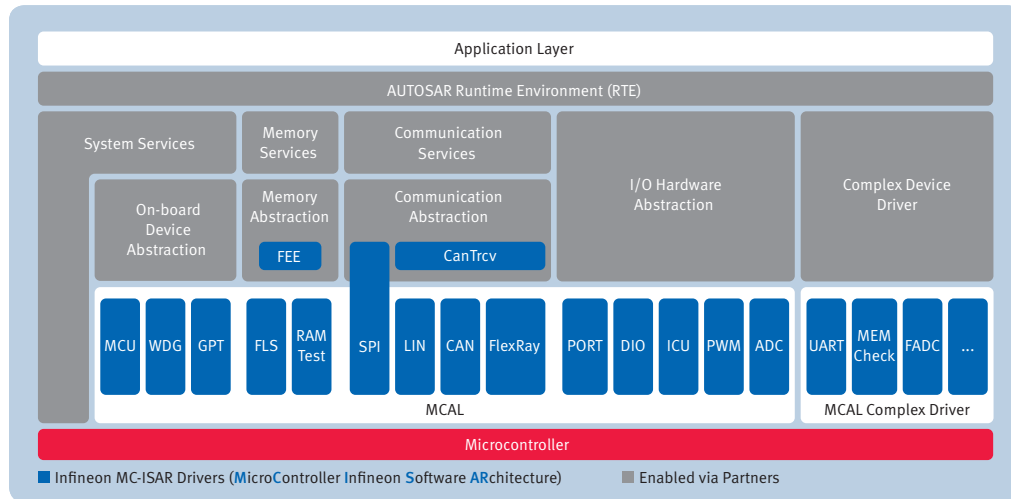 Application Layer
AUTOSAR Runtime Environment (RTE)
System Services
Memory
Services
Communication
Services
I/O Hardware
Abstraction
Complex Device
Driver
On-board
Device
Abstraction
Memory
Abstraction
FEE
Communication
Abstraction
CanTrcv
MCU
WDG
GPT
FLS
RAM
Test
SPI
LIN
CAN
FlexRay
PORT
DIO
ICU
PWM
ADC
UART
MEM
Check
FADC
...
MCAL
MCAL Complex Driver
Microcontroller
Infineon MC-ISAR Drivers (MicroController Infineon Software ARchitecture)
Enabled via Partners